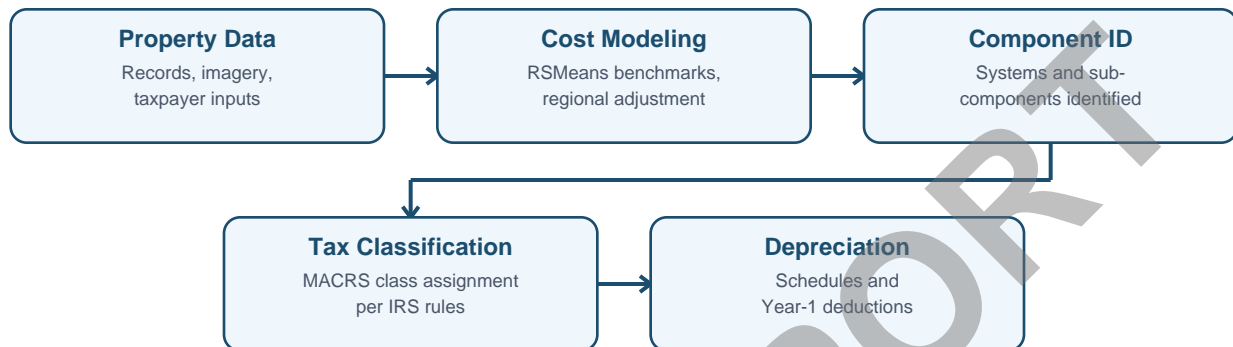 Property Data
Records, imagery,
taxpayer inputs
Cost Modeling
RSMeans benchmarks,
regional adjustment
Component ID
Systems and sub-
components identified
Tax Classification
MACRS class assignment
per IRS rules
Depreciation
Schedules and
Year-1 deductions
PORT